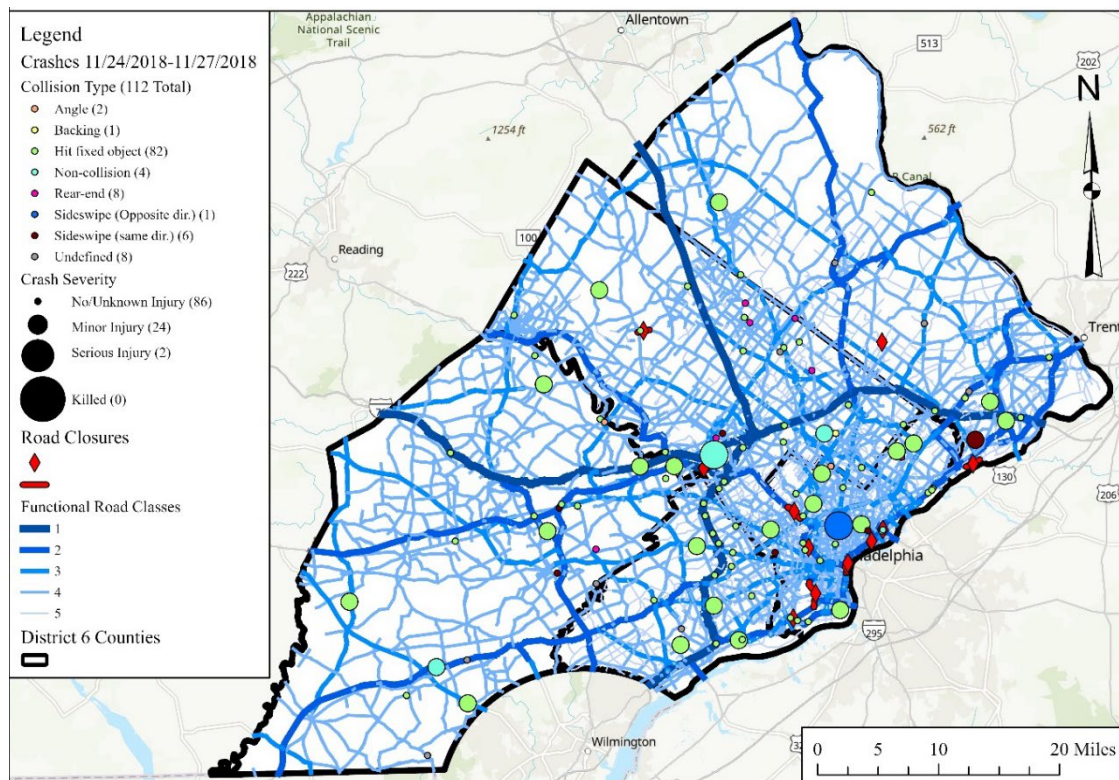 Legend
Crashes 11/24/2018-11/27/2018
Collision Type (112 Total)
Angle (2)
Backing (1)
Hit fixed object (82)
Non-collision (4)
Rear-end (8)
Sideswipe (Opposite dir.) (1)
Sideswipe (same dir.) (6)
Undefined (8)
Crash Severity
No/Unknown Injury (86)
Minor Injury (24)
Serious Injury (2)
Killed (0)
Road Closures
Functional Road Classes
1
2
3
4
5
District 6 Counties
Appalachian
National Scenic
Trail
Allentown
513
202
N
1254 ft
562 ft
Canal
Reading
100
222
Trent
130
206
adelphia
295
Wilmington
0 5 10 20 Miles